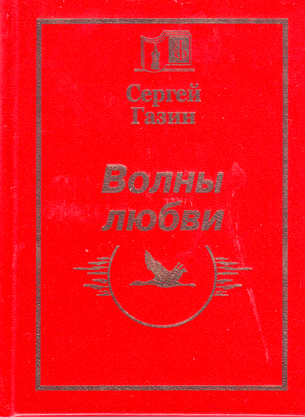 Сергей
Газин
Волны
любви